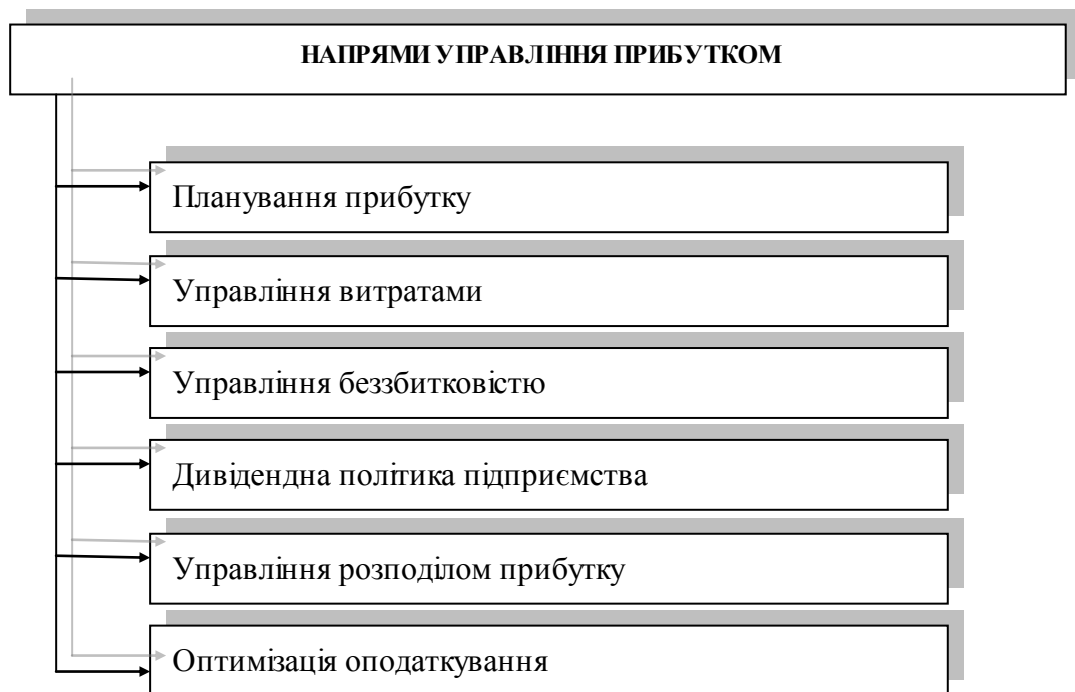 НАПРЯМИ УПРАВЛІННЯ ПРИБУТКОМ
Планування прибутку
Управління витратами
Управління беззбитковістю
Дивідендна політика підприємства
Управління розподілом прибутку
Оптимізація оподаткування